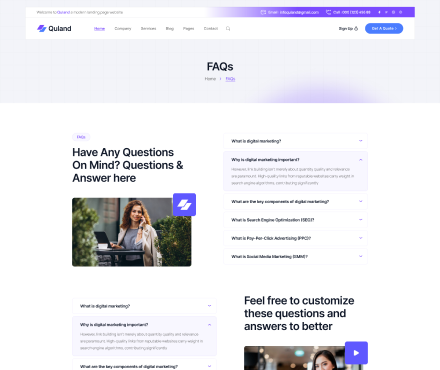 Welcome to Quland a modern landing page website
Email: infoquland@gmail.com
Quland
Home
Company
Services
Blog
Pages
Contact
Sign Up
Get A Quote
FAQs
Home
FAQs
FAQs
Have Any Questions
On Mind? Questions &
Answer here
What is digital marketing?
Why is digital marketing important?
However, link building isn't merely about quantity; quality and relevance
are paramount. High-quality links from reputable websites carry weight in
search engine algorithms, contributing significantly.
What are the key components of digital marketing?
What is Search Engine Optimization (SEO)?
What is Pay-Per-Click Advertising (PPC)?
What is Social Media Marketing (SMM)?
What is digital marketing?
Why is digital marketing important?
However, link building isn't merely about quantity; quality and relevance
are paramount. High-quality links from reputable websites carry weight in
search engine algorithms, contributing significantly.
What are the key components of digital marketing?
Feel free to customize
these questions and
answers to better